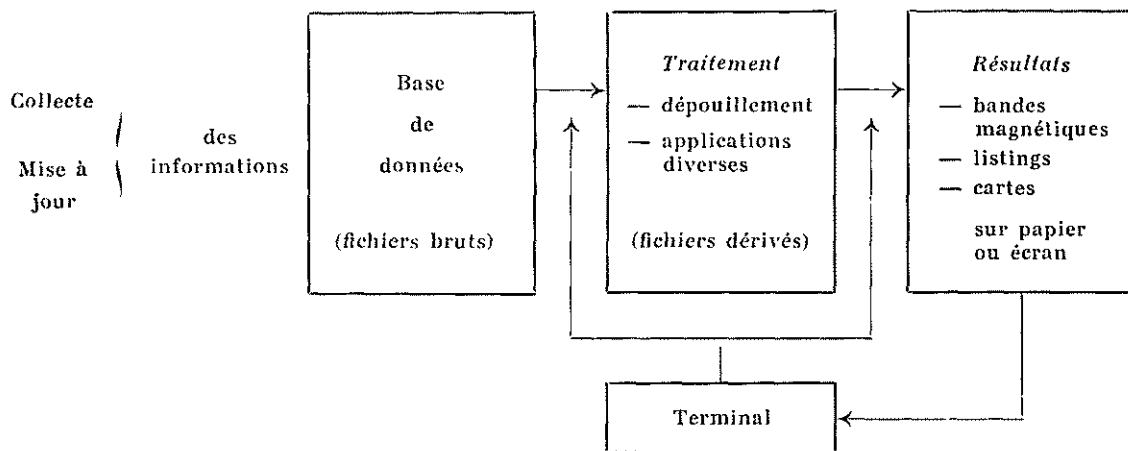 Collecte
Mise à
jour
des
informations
Base
de
données
(fichiers bruts)
Traitement
— dépouillement
— applications
diverses
(fichiers dérivés)
Résultats
— bandes
magnétiques
— listings
— cartes
sur papier
ou écran
Terminal